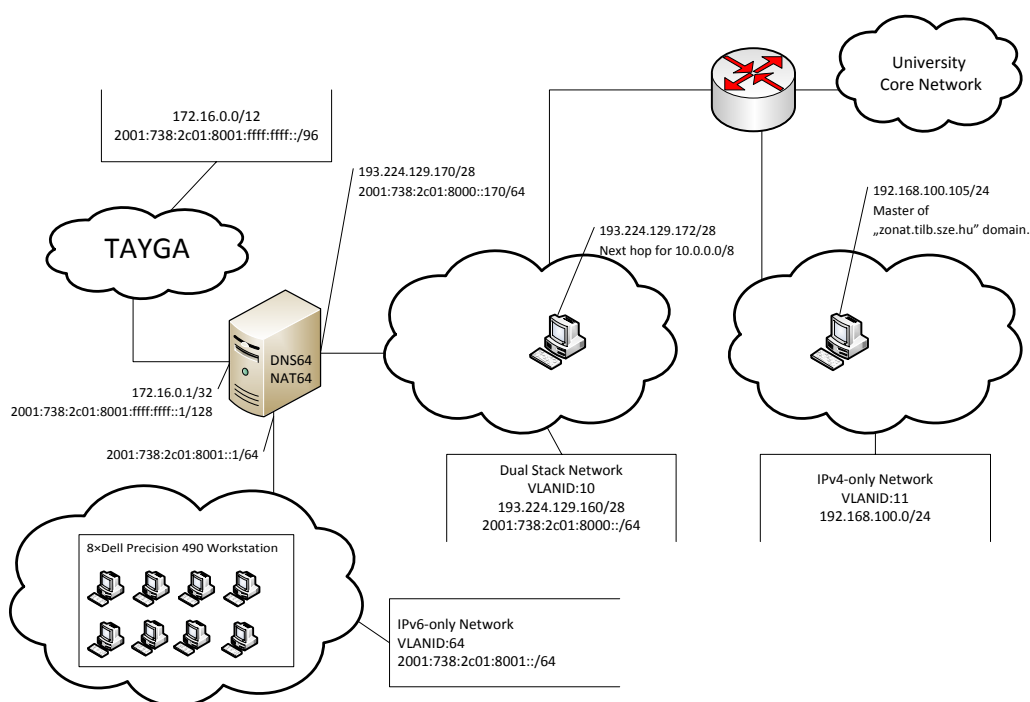 University
Core Network
172.16.0.0/12
2001:738:2c01:8001:ffff:ffff::/96
193.224.129.170/28
2001:738:2c01:8000::170/64
192.168.100.105/24
Master of
„zonat.tilb.sze.hu” domain.
193.224.129.172/28
Next hop for 10.0.0.0/8
TAYGA
DNS64
NAT64
172.16.0.1/32
2001:738:2c01:8001:ffff:ffff::1/128
2001:738:2c01:8001::1/64
Dual Stack Network
VLANID:10
193.224.129.160/28
2001:738:2c01:8000::/64
IPv4-only Network
VLANID:11
192.168.100.0/24
8×Dell Precision 490 Workstation
IPv6-only Network
VLANID:64
2001:738:2c01:8001::/64